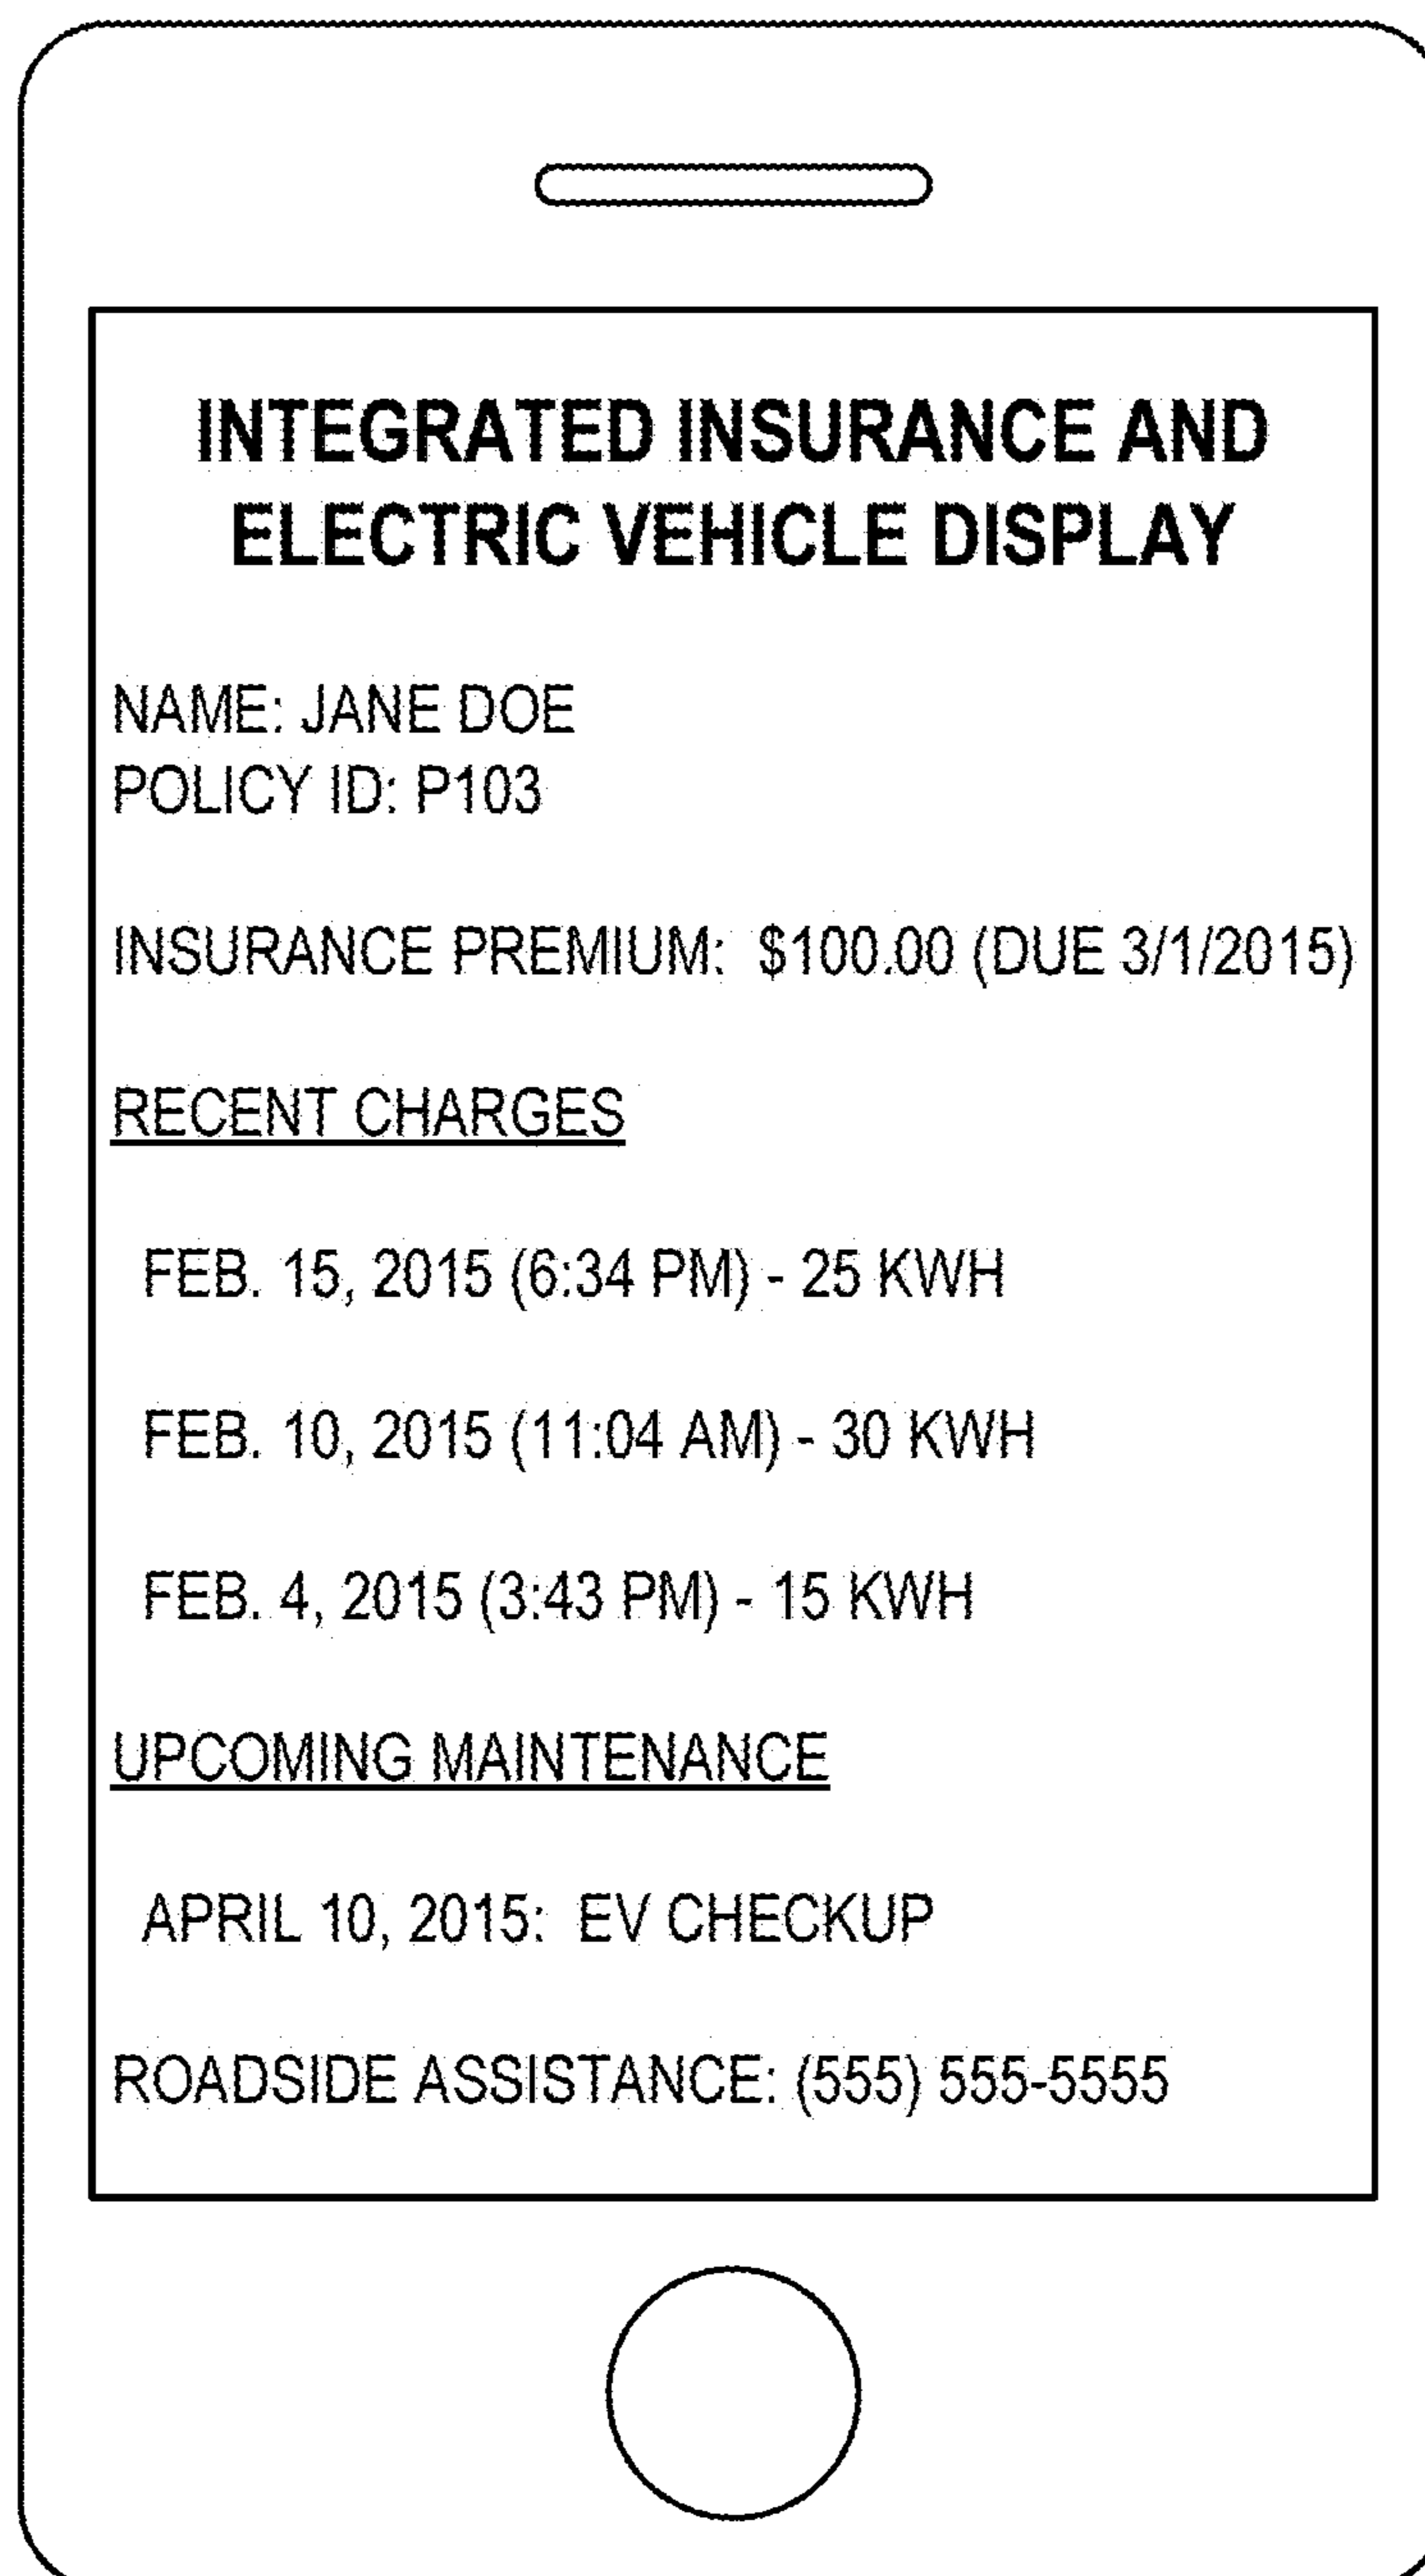 INTEGRATED INSURANCE AND
ELECTRIC VEHICLE DISPLAY
NAME: JANE DOE
POLICY ID: P103
INSURANCE PREMIUM: $100.00 (DUE 3/1/2015)
RECENT CHARGES
FEB. 15, 2015 (6:34 PM) - 25 KWH
FEB. 10, 2015 (11:04 AM) - 30 KWH
FEB. 4, 2015 (3:43 PM) - 15 KWH
UPCOMING MAINTENANCE
APRIL 10, 2015: EV CHECKUP
ROADSIDE ASSISTANCE: (555) 555-5555